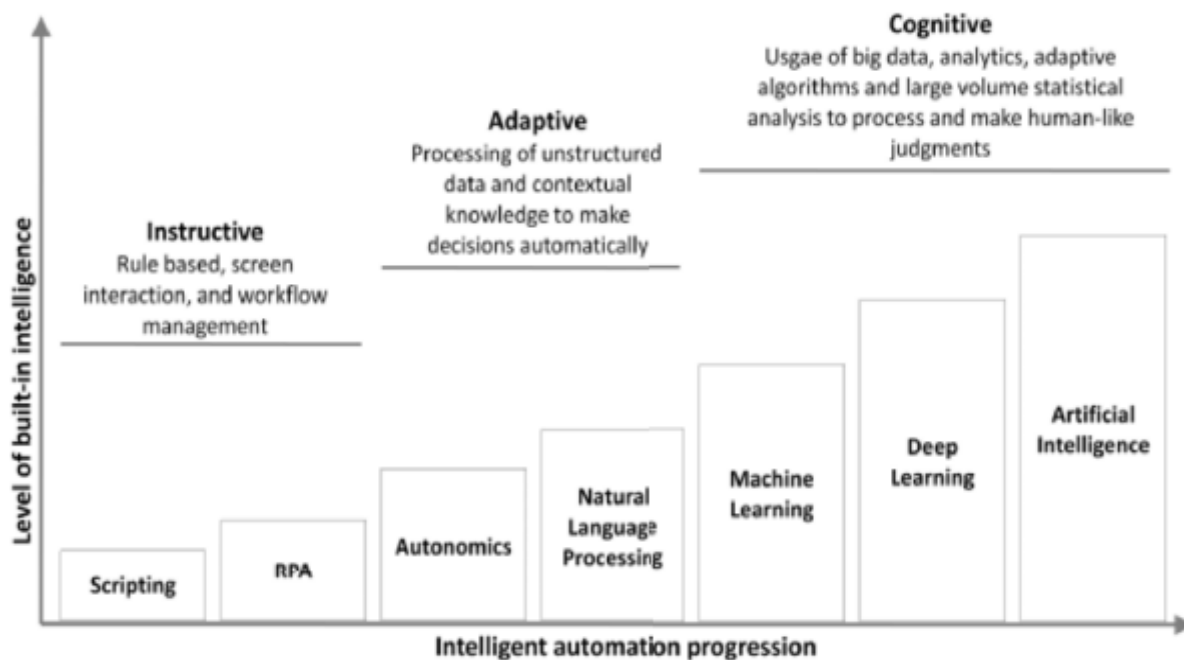 Cognitive
Usgae of big data, analytics, adaptive
algorithms and large volume statistical
analysis to process and make human-like
judgments
Adaptive
Processing of unstructured
data and contextual
knowledge to make
decisions automatically
Instructive
Rule based, screen
interaction, and workflow
management
Level of built-in intelligence
Scripting
RPA
Autonomics
Natural
Language
Processing
Machine
Learning
Deep
Learning
Artificial
Intelligence
Intelligent automation progression